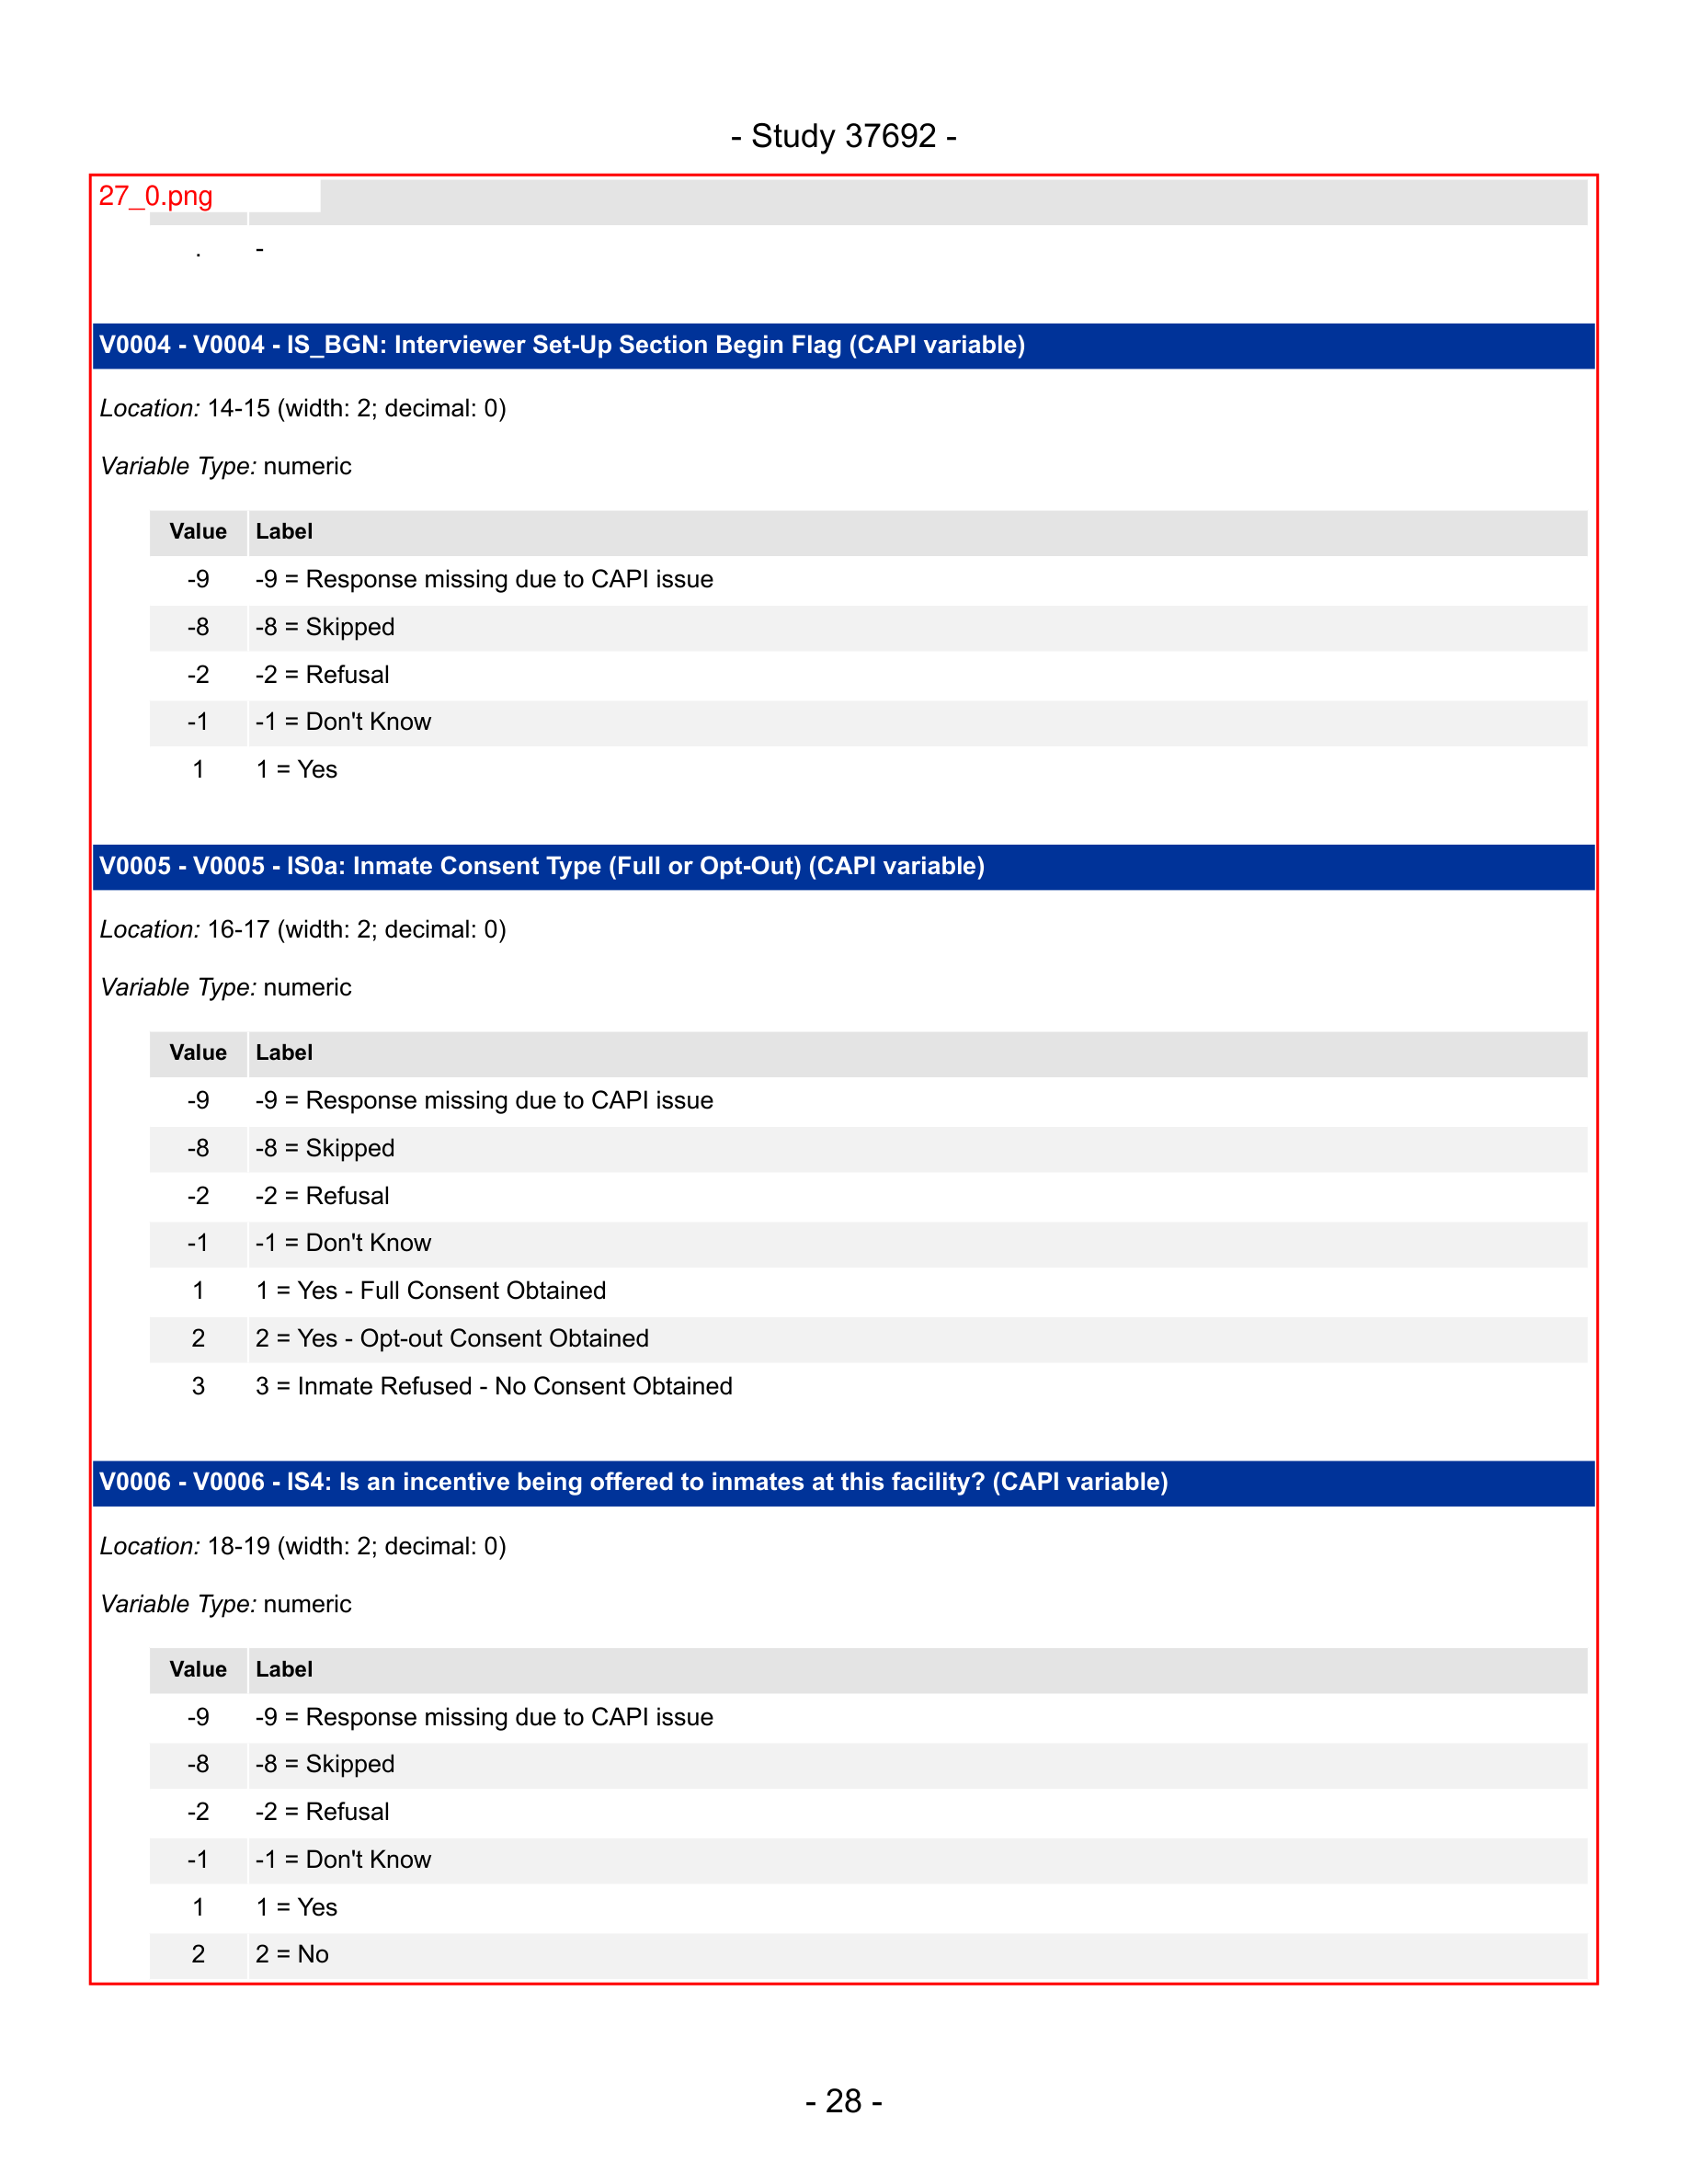 - Study 37692 -
27_0.png
. -
V0004 - V0004 - IS_BGN: Interviewer Set-Up Section Begin Flag (CAPI variable)
Location: 14-15 (width: 2; decimal: 0)
Variable Type: numeric
Value Label
-9 -9 = Response missing due to CAPI issue
-8 -8 = Skipped
-2 -2 = Refusal
-1 -1 = Don't Know
1 1 = Yes
V0005 - V0005 - IS0a: Inmate Consent Type (Full or Opt-Out) (CAPI variable)
Location: 16-17 (width: 2; decimal: 0)
Variable Type: numeric
Value Label
-9 -9 = Response missing due to CAPI issue
-8 -8 = Skipped
-2 -2 = Refusal
-1 -1 = Don't Know
1 1 = Yes - Full Consent Obtained
2 2 = Yes - Opt-out Consent Obtained
3 3 = Inmate Refused - No Consent Obtained
V0006 - V0006 - IS4: Is an incentive being offered to inmates at this facility? (CAPI variable)
Location: 18-19 (width: 2; decimal: 0)
Variable Type: numeric
Value Label
-9 -9 = Response missing due to CAPI issue
-8 -8 = Skipped
-2 -2 = Refusal
-1 -1 = Don't Know
1 1 = Yes
2 2 = No
- 28 -